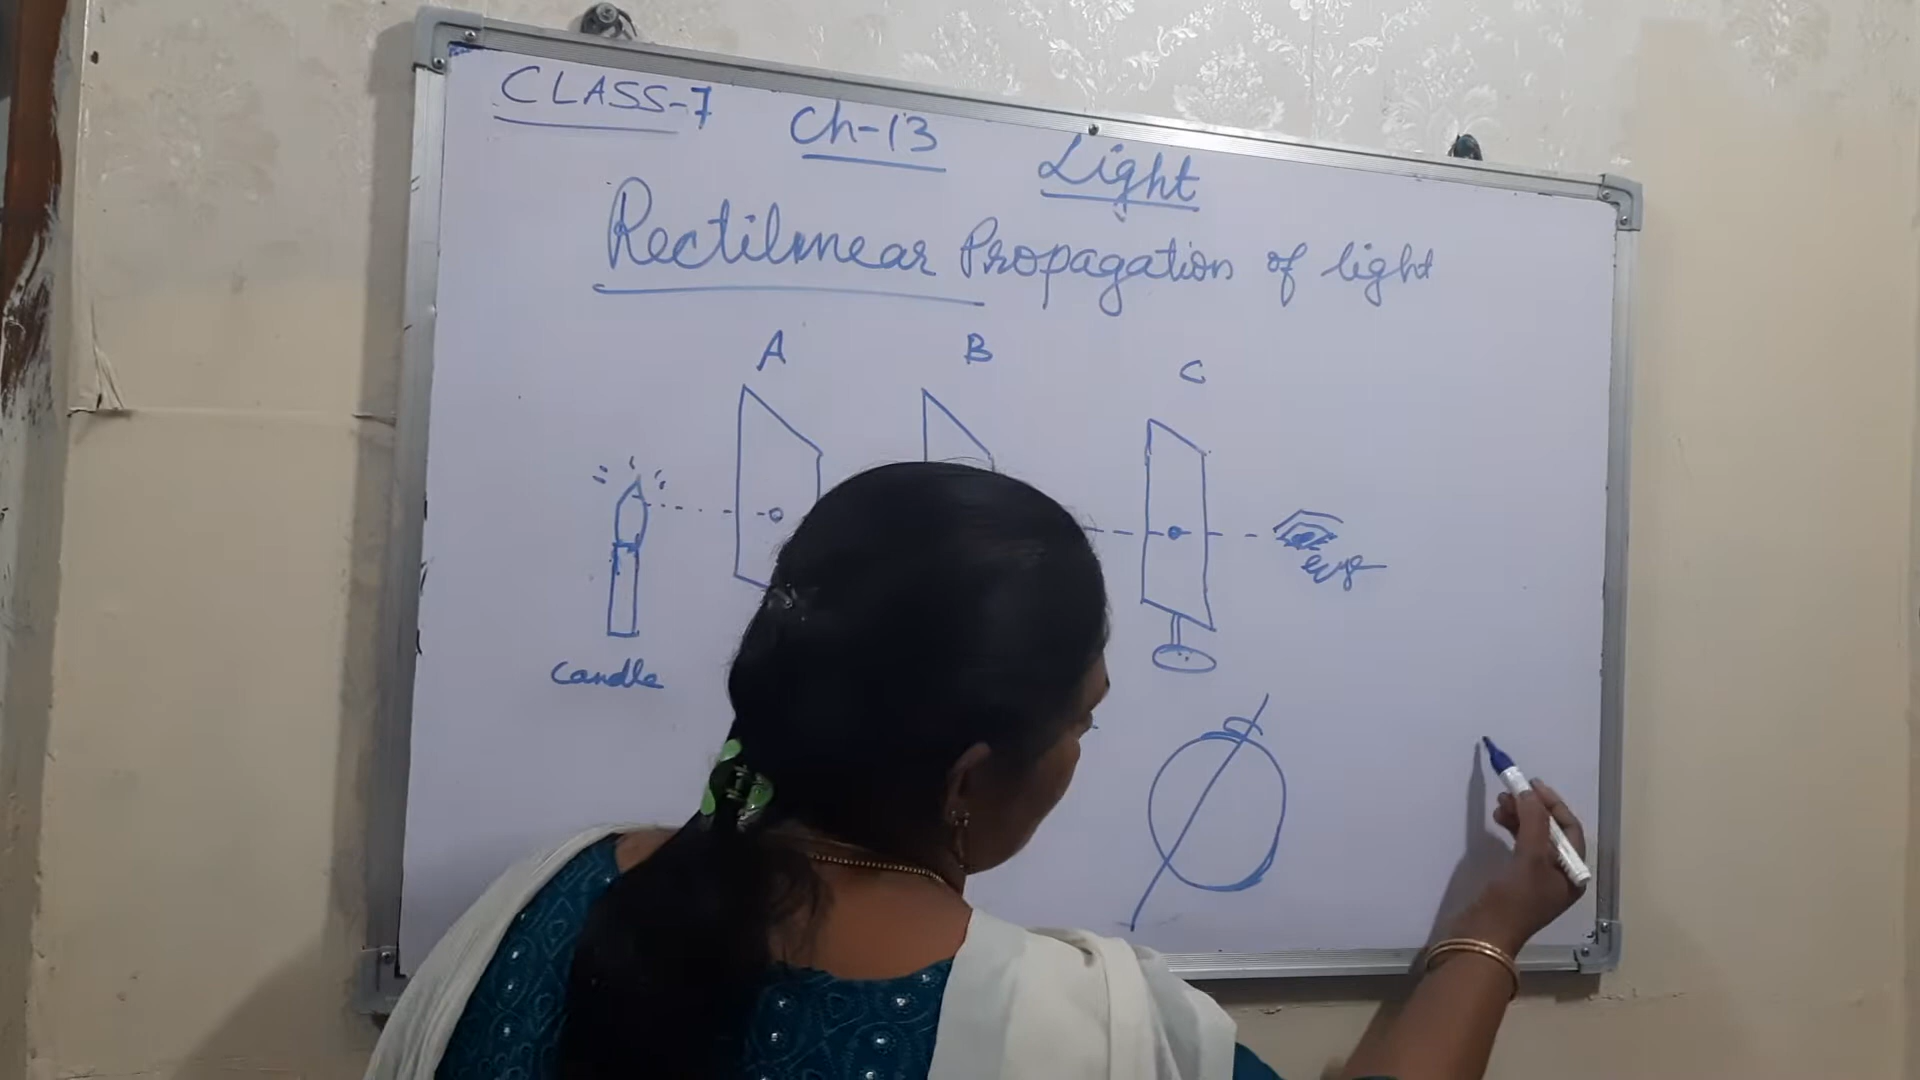 CLASS-7 Ch-13 Light
Rectilinear Propagation of light
A B C
eye
Candle